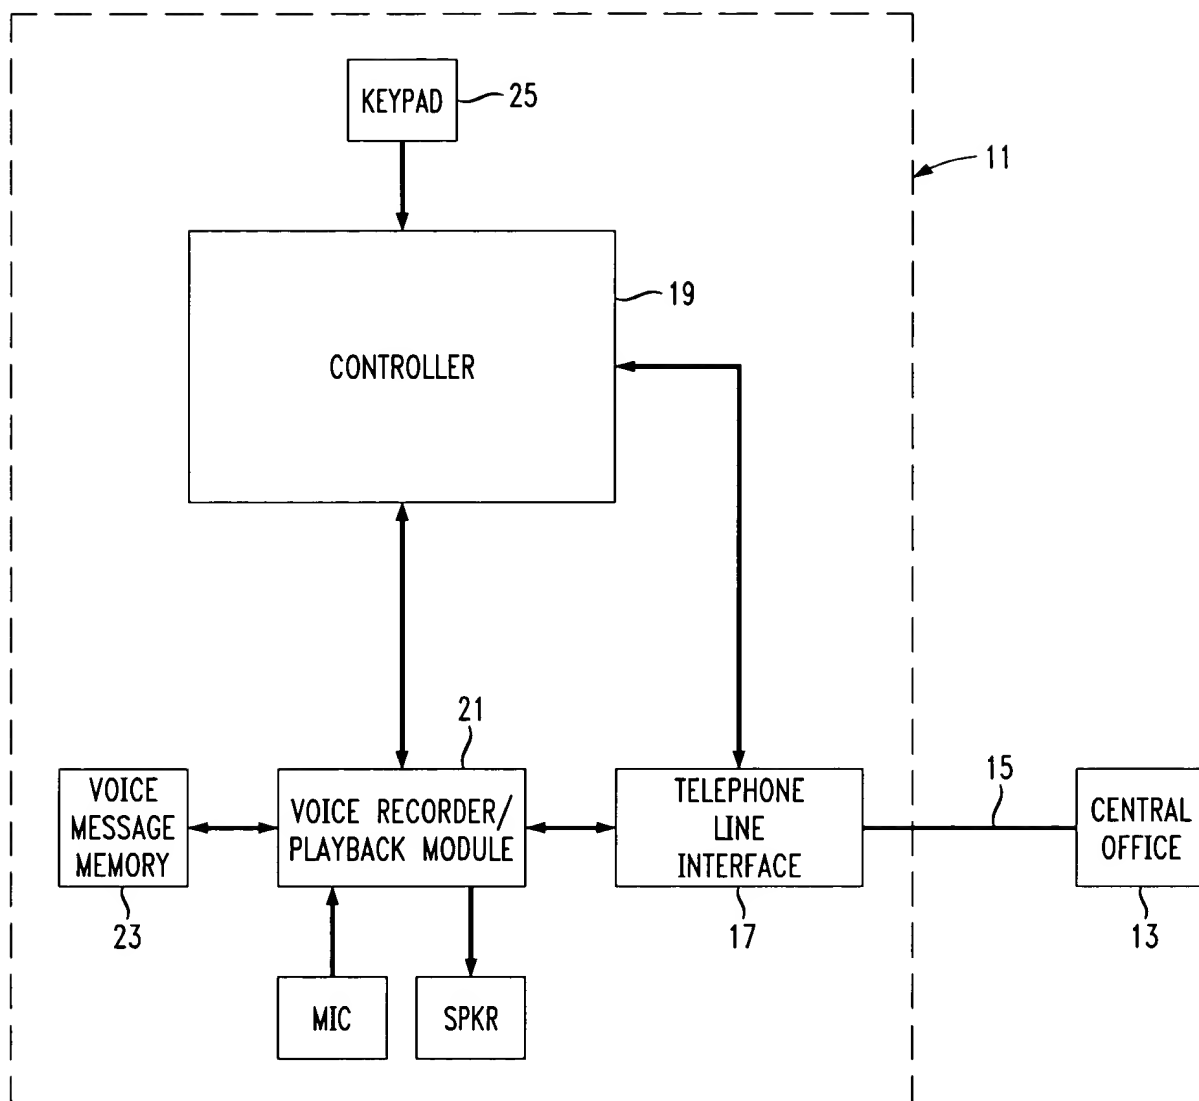 KEYPAD
25
11
19
CONTROLLER
21
15
VOICE
MESSAGE
MEMORY
VOICE RECORDER/
PLAYBACK MODULE
TELEPHONE
LINE
INTERFACE
CENTRAL
OFFICE
23
17
13
MIC
SPKR